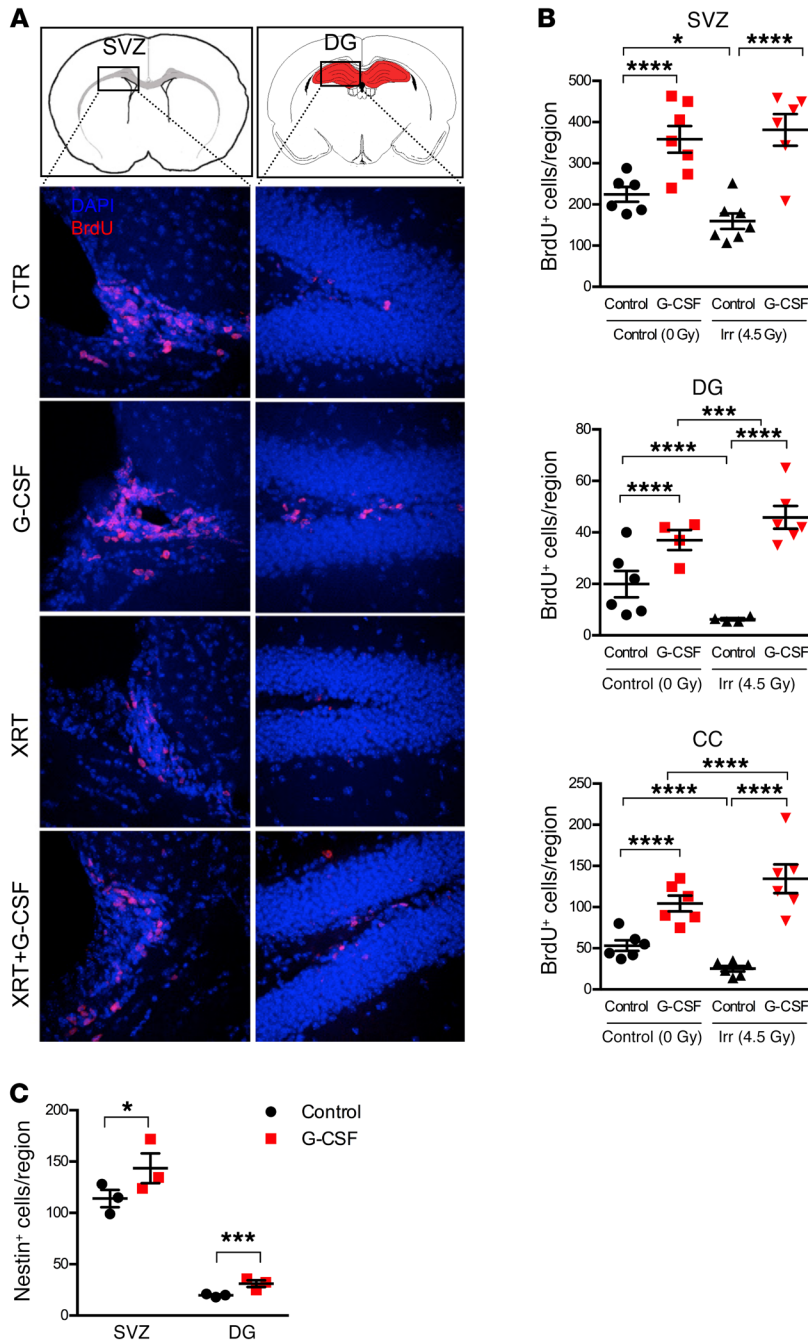 A
SVZ
DG
DAPI
BrdU
CTR
G-CSF
XRT
XRT+G-CSF
B
SVZ
*
****
****
BrdU⁺ cells/region
500
400
300
200
100
0
Control G-CSF Control G-CSF
Control (0 Gy) Irr (4.5 Gy)
DG
***
****
****
****
BrdU⁺ cells/region
80
60
40
20
0
Control G-CSF Control G-CSF
Control (0 Gy) Irr (4.5 Gy)
CC
****
****
****
****
BrdU⁺ cells/region
250
200
150
100
50
0
Control G-CSF Control G-CSF
Control (0 Gy) Irr (4.5 Gy)
C
Nestin⁺ cells/region
200
150
100
50
0
*
***
Control
G-CSF
SVZ DG